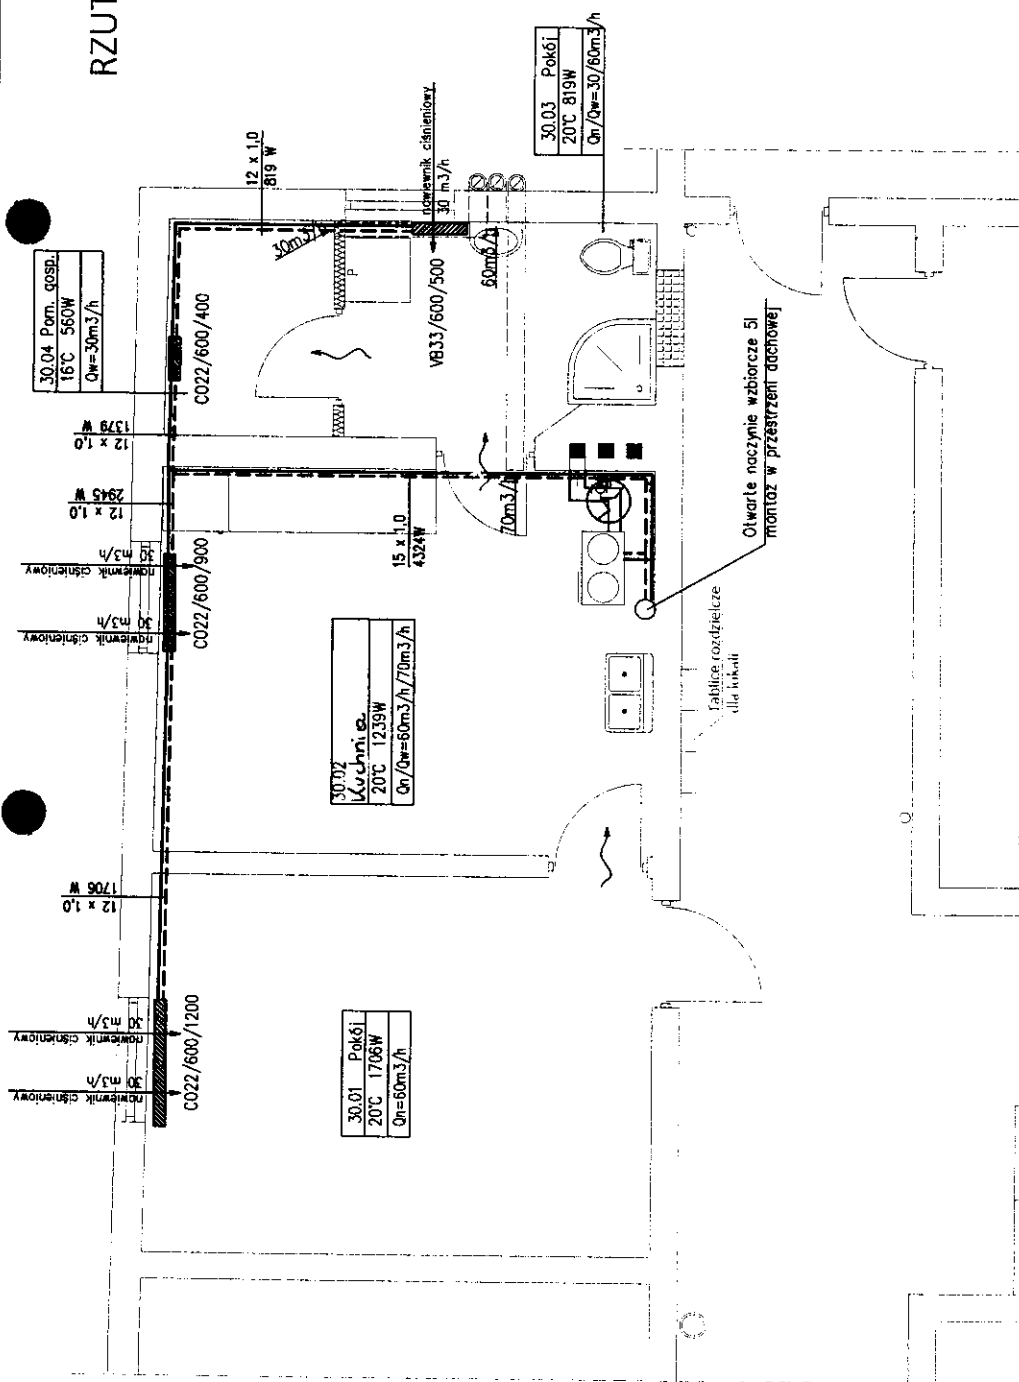 RZUT
30.03 Pokój
20°C 819W
Qn/Qw=30/60m3/h
12 x 1,0
819 W
nawiewnik ciśnieniowy
30 m3/h
30.04 Pom. gosp.
16°C 560W
Qw=30m3/h
30m3/h
60m3/h
P
VB33/600/500
C022/600/400
12 x 1,0
1379 W
12 x 1,0
2945 W
nawiewnik ciśnieniowy
30 m3/h
nawiewnik ciśnieniowy
30 m3/h
C022/600/900
15 x 1,0
4324W
70m3/h
Otwarte naczynie wzbiorcze 5l
montaż w przestrzeni dachowej
Tablice rozdzielcze
dla lokali
30.02
Kuchnia
20°C 1239W
Qn/Qw=60m3/h/70m3/h
12 x 1,0
1706 W
nawiewnik ciśnieniowy
30 m3/h
nawiewnik ciśnieniowy
30 m3/h
C022/600/1200
30.01 Pokój
20°C 1706W
Qn=60m3/h